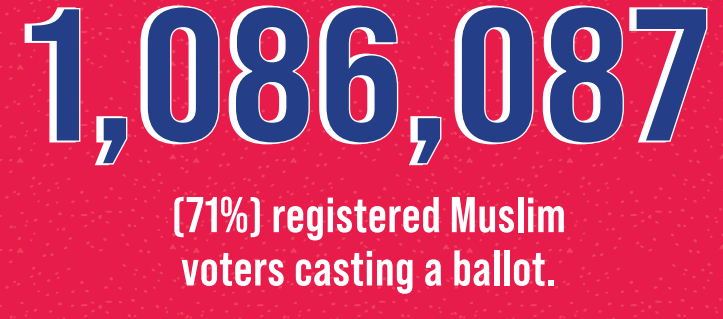 1,086,087
(71%) registered Muslim
voters casting a ballot.